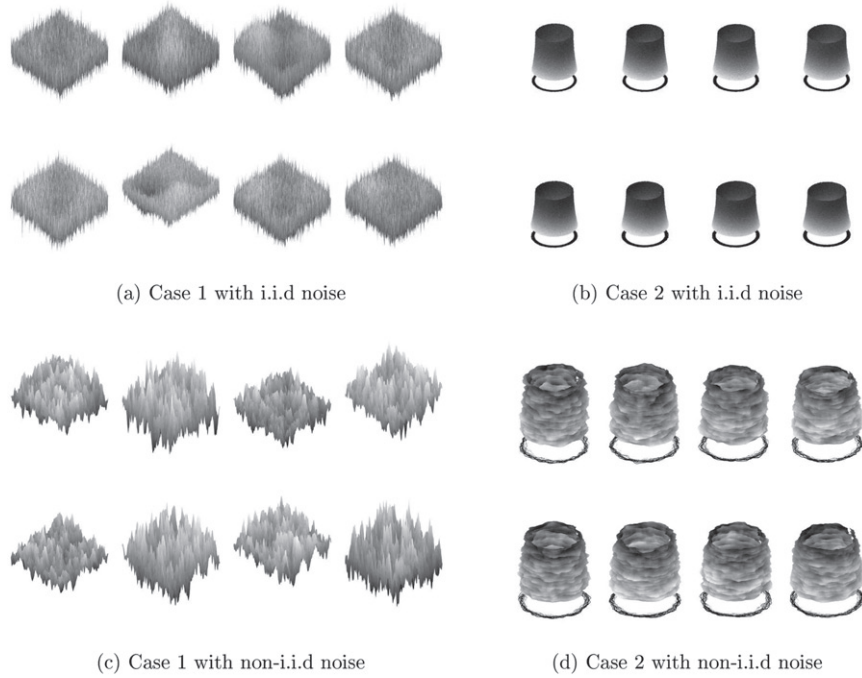 (a) Case 1 with i.i.d noise
(b) Case 2 with i.i.d noise
(c) Case 1 with non-i.i.d noise
(d) Case 2 with non-i.i.d noise